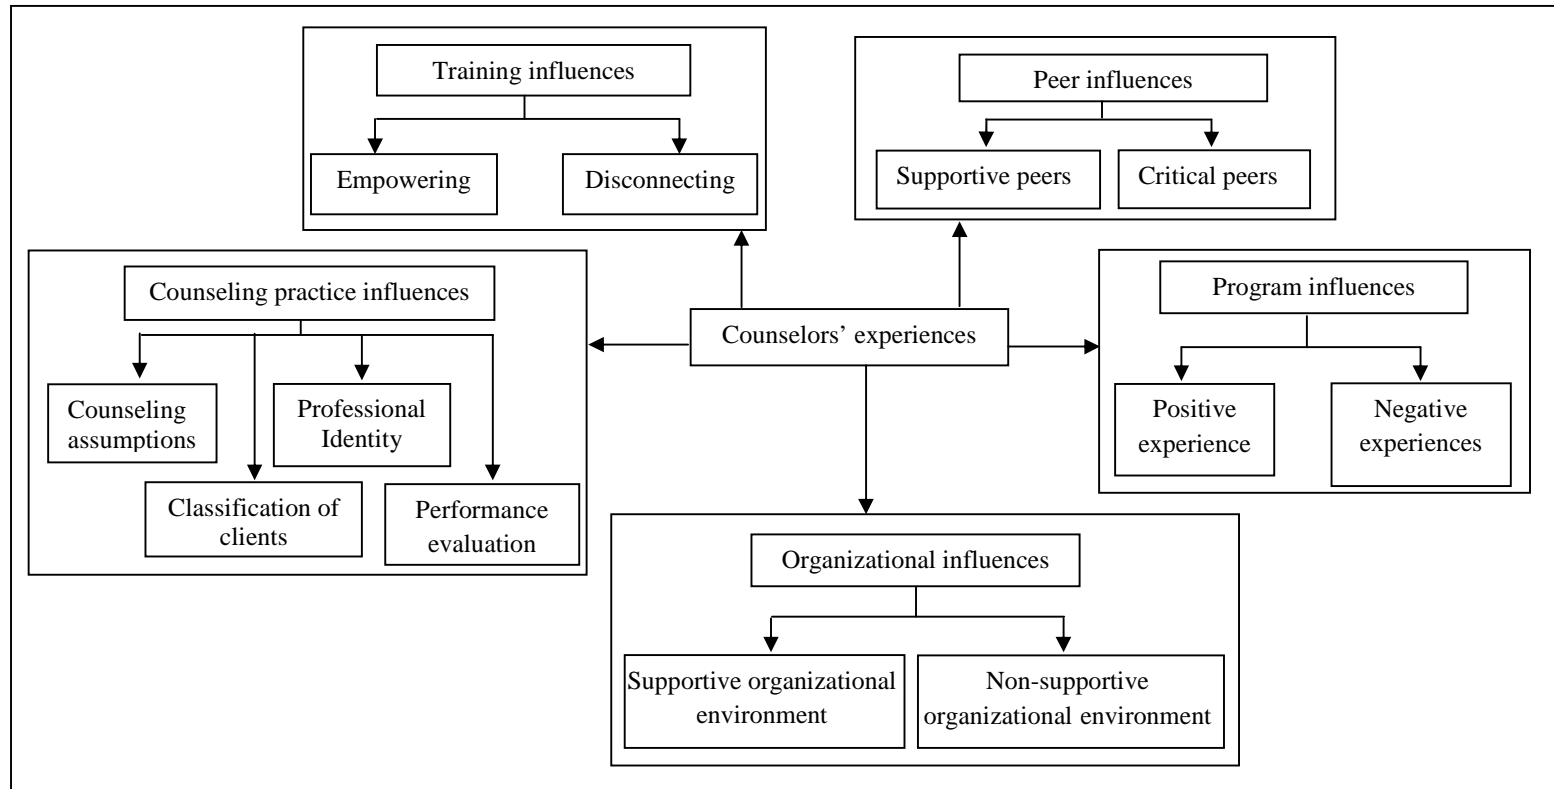 Training influences
Empowering
Disconnecting
Peer influences
Supportive peers
Critical peers
Counseling practice influences
Counseling
assumptions
Professional
Identity
Classification of
clients
Performance
evaluation
Counselors’ experiences
Program influences
Positive
experience
Negative
experiences
Organizational influences
Supportive organizational
environment
Non-supportive
organizational environment